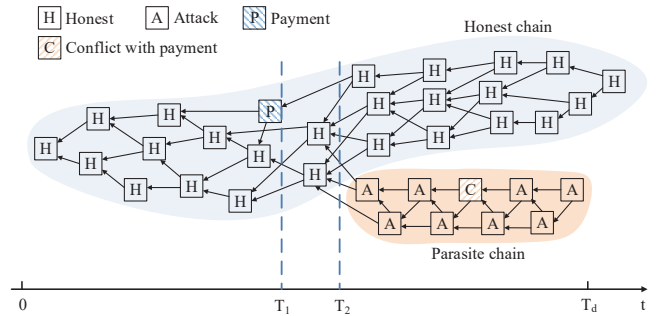 H Honest A Attack P Payment
C Conflict with payment
Honest chain
H H H
H H
H H H
H H P H H
H H H H
H H H H H
H H
H H A A C A A
H A A A A
Parasite chain
0 T1 T2 Td t